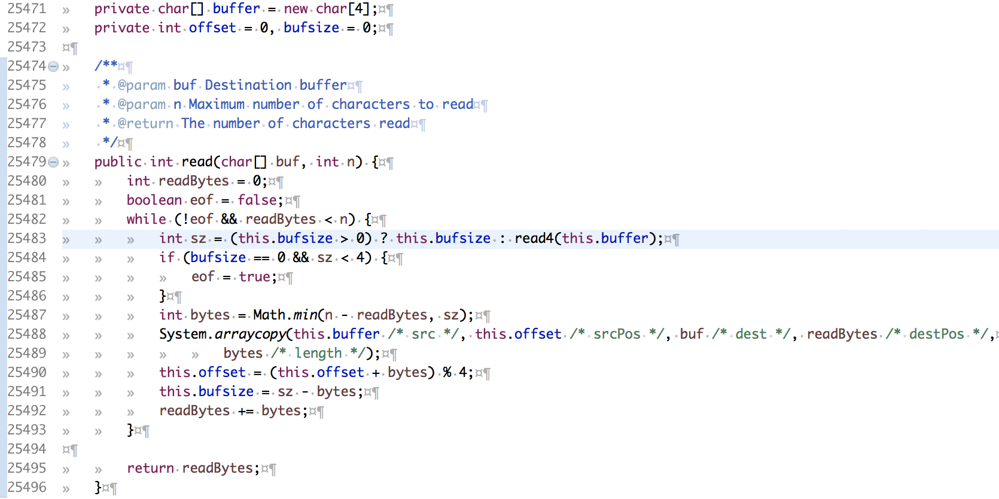 25471 » private·char[]·buffer·=·new·char[4];¤¶
25472 » private·int·offset·=·0,·bufsize·=·0;¤¶
25473 ¤¶
25474 » /**¤¶
25475 » ·*·@param·buf·Destination·buffer¤¶
25476 » ·*·@param·n·Maximum·number·of·characters·to·read¤¶
25477 » ·*·@return·The·number·of·characters·read¤¶
25478 » ·*/¤¶
25479 » public·int·read(char[]·buf,·int·n)·{¤¶
25480 » » int·readBytes·=·0;¤¶
25481 » » boolean·eof·=·false;¤¶
25482 » » while·(!eof·&&·readBytes·<·n)·{¤¶
25483 » » » int·sz·=·(this.bufsize·>·0)·?·this.bufsize·:·read4(this.buffer);¤¶
25484 » » » if·(bufsize·==·0·&&·sz·<·4)·{¤¶
25485 » » » » eof·=·true;¤¶
25486 » » » }¤¶
25487 » » » int·bytes·=·Math.min(n·-·readBytes,·sz);¤¶
25488 » » » System.arraycopy(this.buffer·/*·src·*/,·this.offset·/*·srcPos·*/,·buf·/*·dest·*/,·readBytes·/*·destPos·*/,¤
25489 » » » » » bytes·/*·length·*/);¤¶
25490 » » » this.offset·=·(this.offset·+·bytes)·%·4;¤¶
25491 » » » this.bufsize·=·sz·-·bytes;¤¶
25492 » » » readBytes·+=·bytes;¤¶
25493 » » }¤¶
25494 ¤¶
25495 » » return·readBytes;¤¶
25496 » }¤¶